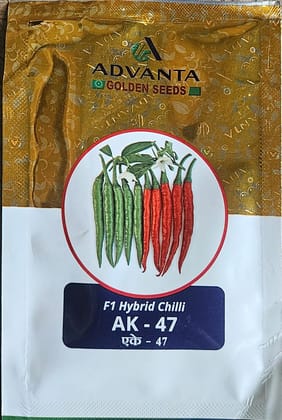 ADVANTA
GOLDEN SEEDS
F1 Hybrid Chilli
AK - 47
एके - 47